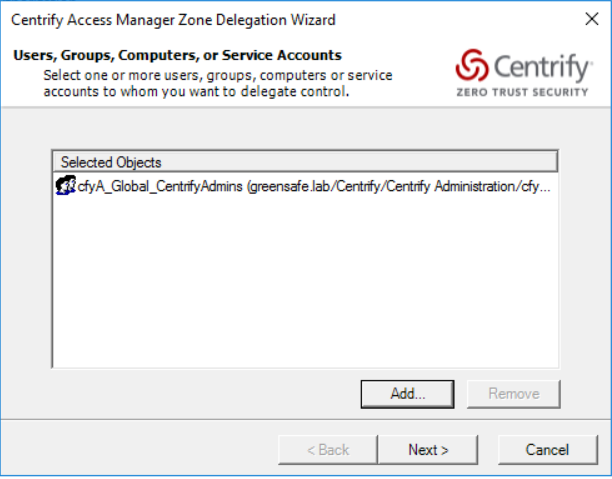 Centrify Access Manager Zone Delegation Wizard
Users, Groups, Computers, or Service Accounts
Select one or more users, groups, computers or service
accounts to whom you want to delegate control.
Centrify
ZERO TRUST SECURITY
Selected Objects
cfyA_Global_CentrifyAdmins (greensafe.lab/Centrify/Centrify Administration/cfy...
Add...
Remove
< Back
Next >
Cancel